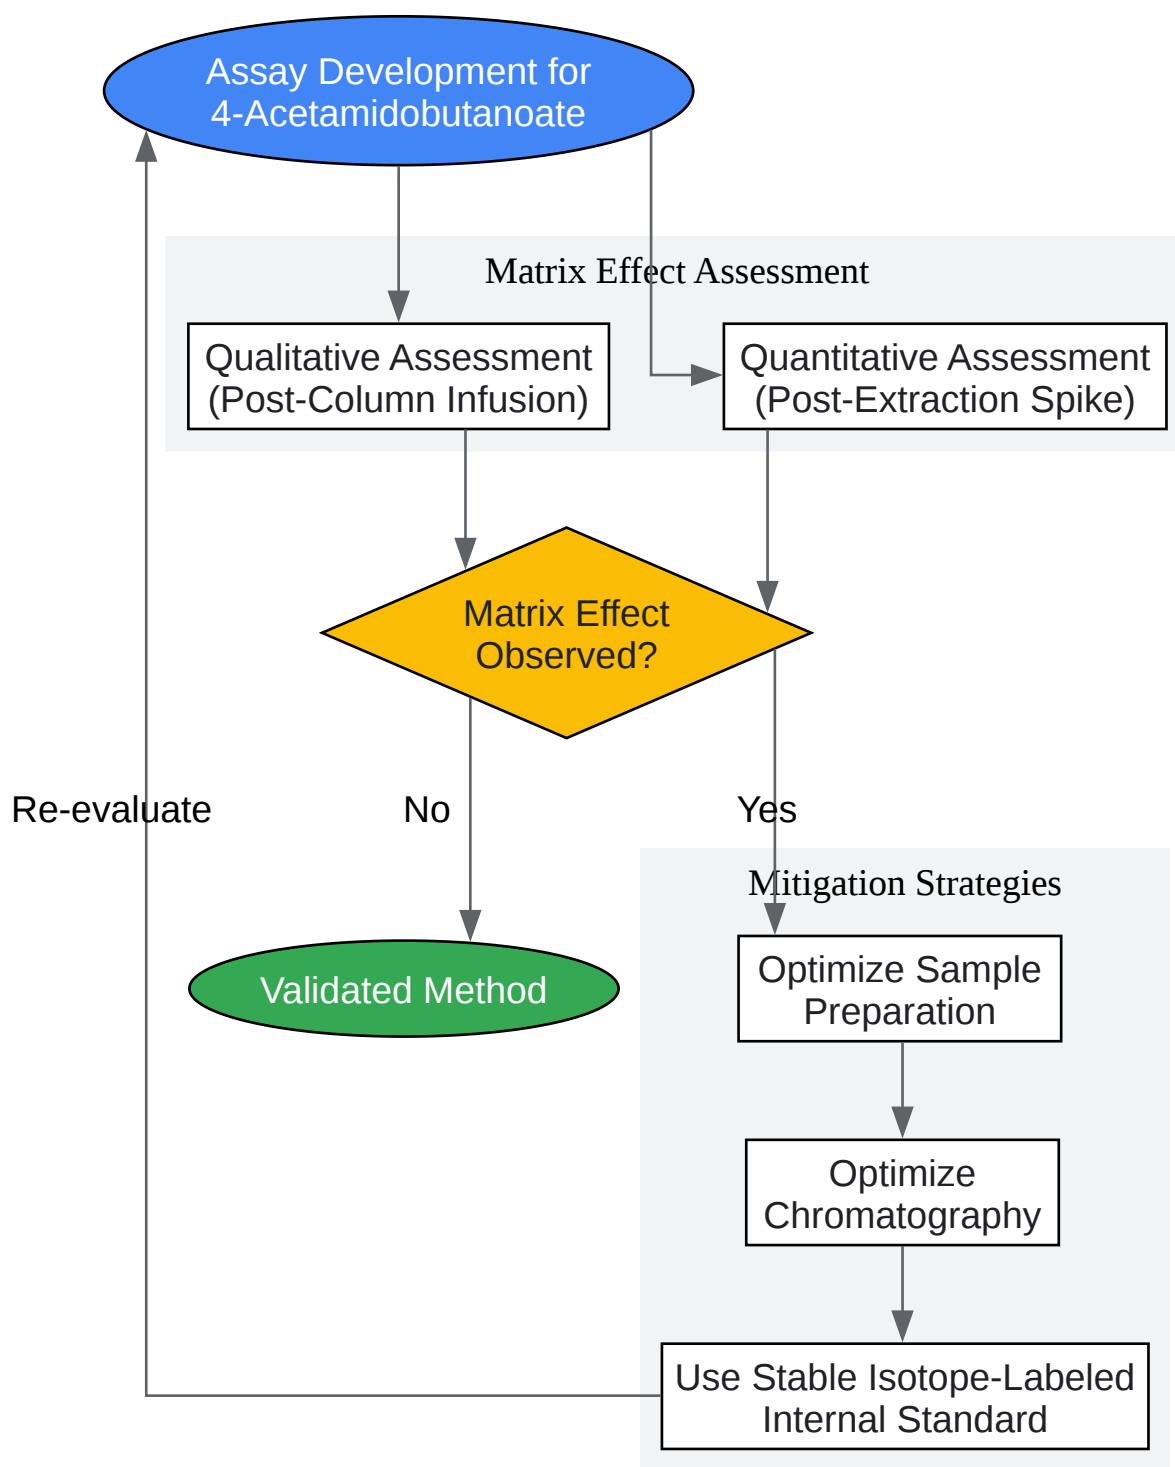 Assay Development for
4-Acetamidobutanoate
Matrix Effect Assessment
Qualitative Assessment
(Post-Column Infusion)
Quantitative Assessment
(Post-Extraction Spike)
Matrix Effect
Observed?
Re-evaluate
No
Yes
Mitigation Strategies
Optimize Sample
Preparation
Validated Method
Optimize
Chromatography
Use Stable Isotope-Labeled
Internal Standard